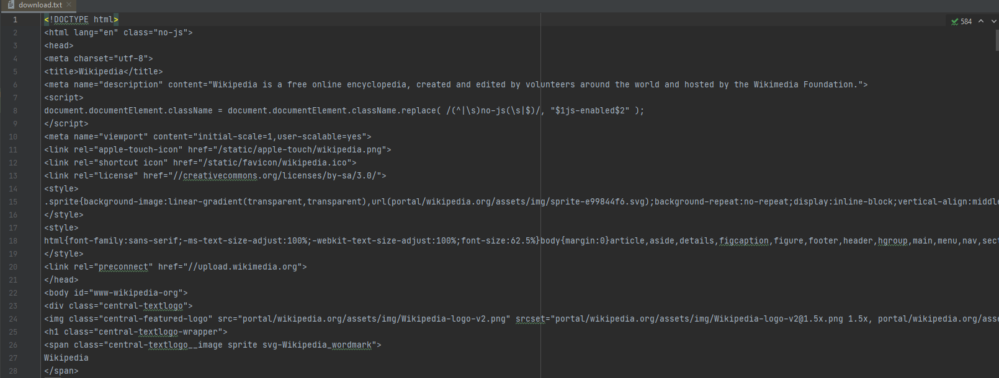 download.txt
584
1 <!DOCTYPE html>
2 <html lang="en" class="no-js">
3 <head>
4 <meta charset="utf-8">
5 <title>Wikipedia</title>
6 <meta name="description" content="Wikipedia is a free online encyclopedia, created and edited by volunteers around the world and hosted by the Wikimedia Foundation.">
7 <script>
8 document.documentElement.className = document.documentElement.className.replace( /(^|\s)no-js(\s|$)/, "$1js-enabled$2" );
9 </script>
10 <meta name="viewport" content="initial-scale=1,user-scalable=yes">
11 <link rel="apple-touch-icon" href="/static/apple-touch/wikipedia.png">
12 <link rel="shortcut icon" href="/static/favicon/wikipedia.ico">
13 <link rel="license" href="//creativecommons.org/licenses/by-sa/3.0/">
14 <style>
15 .sprite{background-image:linear-gradient(transparent,transparent),url(portal/wikipedia.org/assets/img/sprite-e99844f6.svg);background-repeat:no-repeat;display:inline-block;vertical-align:middle
16 </style>
17 <style>
18 html{font-family:sans-serif;-ms-text-size-adjust:100%;-webkit-text-size-adjust:100%;font-size:62.5%}body{margin:0}article,aside,details,figcaption,figure,footer,header,hgroup,main,menu,nav,sect
19 </style>
20 <link rel="preconnect" href="//upload.wikimedia.org">
21 </head>
22 <body id="www-wikipedia-org">
23 <div class="central-textlogo">
24 <img class="central-featured-logo" src="portal/wikipedia.org/assets/img/Wikipedia-logo-v2.png" srcset="portal/wikipedia.org/assets/img/Wikipedia-logo-v2@1.5x.png 1.5x, portal/wikipedia.org/asse
25 <h1 class="central-textlogo-wrapper">
26 <span class="central-textlogo__image sprite svg-Wikipedia_wordmark">
27 Wikipedia
28 </span>